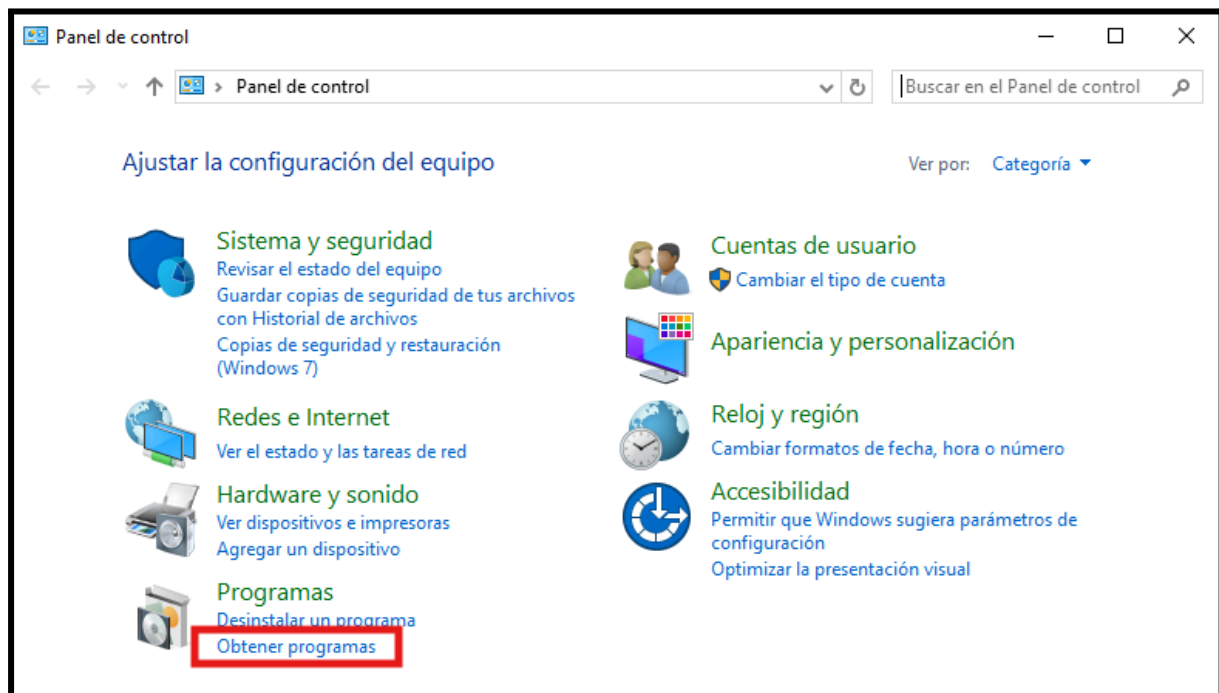 Panel de control
Panel de control
Buscar en el Panel de control
Ajustar la configuración del equipo
Ver por: Categoría
Sistema y seguridad
Revisar el estado del equipo
Guardar copias de seguridad de tus archivos
con Historial de archivos
Copias de seguridad y restauración
(Windows 7)
Redes e Internet
Ver el estado y las tareas de red
Hardware y sonido
Ver dispositivos e impresoras
Agregar un dispositivo
Programas
Desinstalar un programa
Obtener programas
Cuentas de usuario
Cambiar el tipo de cuenta
Apariencia y personalización
Reloj y región
Cambiar formatos de fecha, hora o número
Accesibilidad
Permitir que Windows sugiera parámetros de
configuración
Optimizar la presentación visual